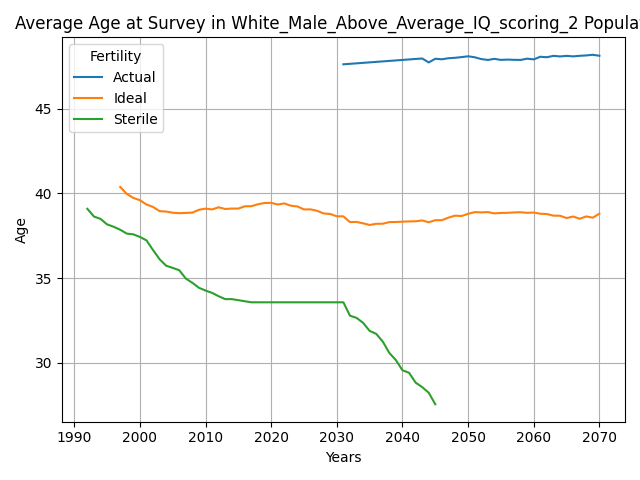 Average Age at Survey in White_Male_Above_Average_IQ_scoring_2 Popula
Fertility
Actual
Ideal
Sterile
45
40
35
30
Age
1990 2000 2010 2020 2030 2040 2050 2060 2070
Years